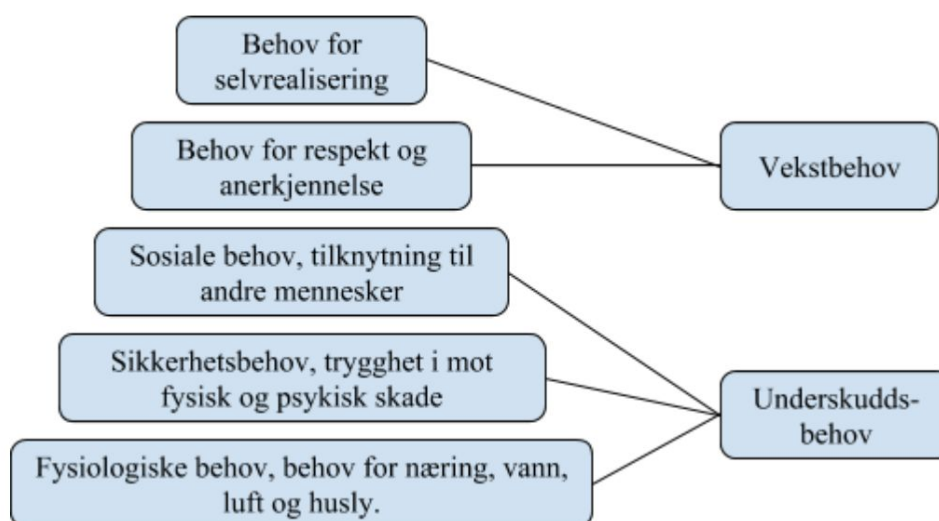 Behov for
selvrealisering
Behov for respekt og
anerkjennelse
Vekstbehov
Sosiale behov, tilknytning til
andre mennesker
Sikkerhetsbehov, trygghet i mot
fysisk og psykisk skade
Underskudds-
behov
Fysiologiske behov, behov for næring, vann,
luft og husly.